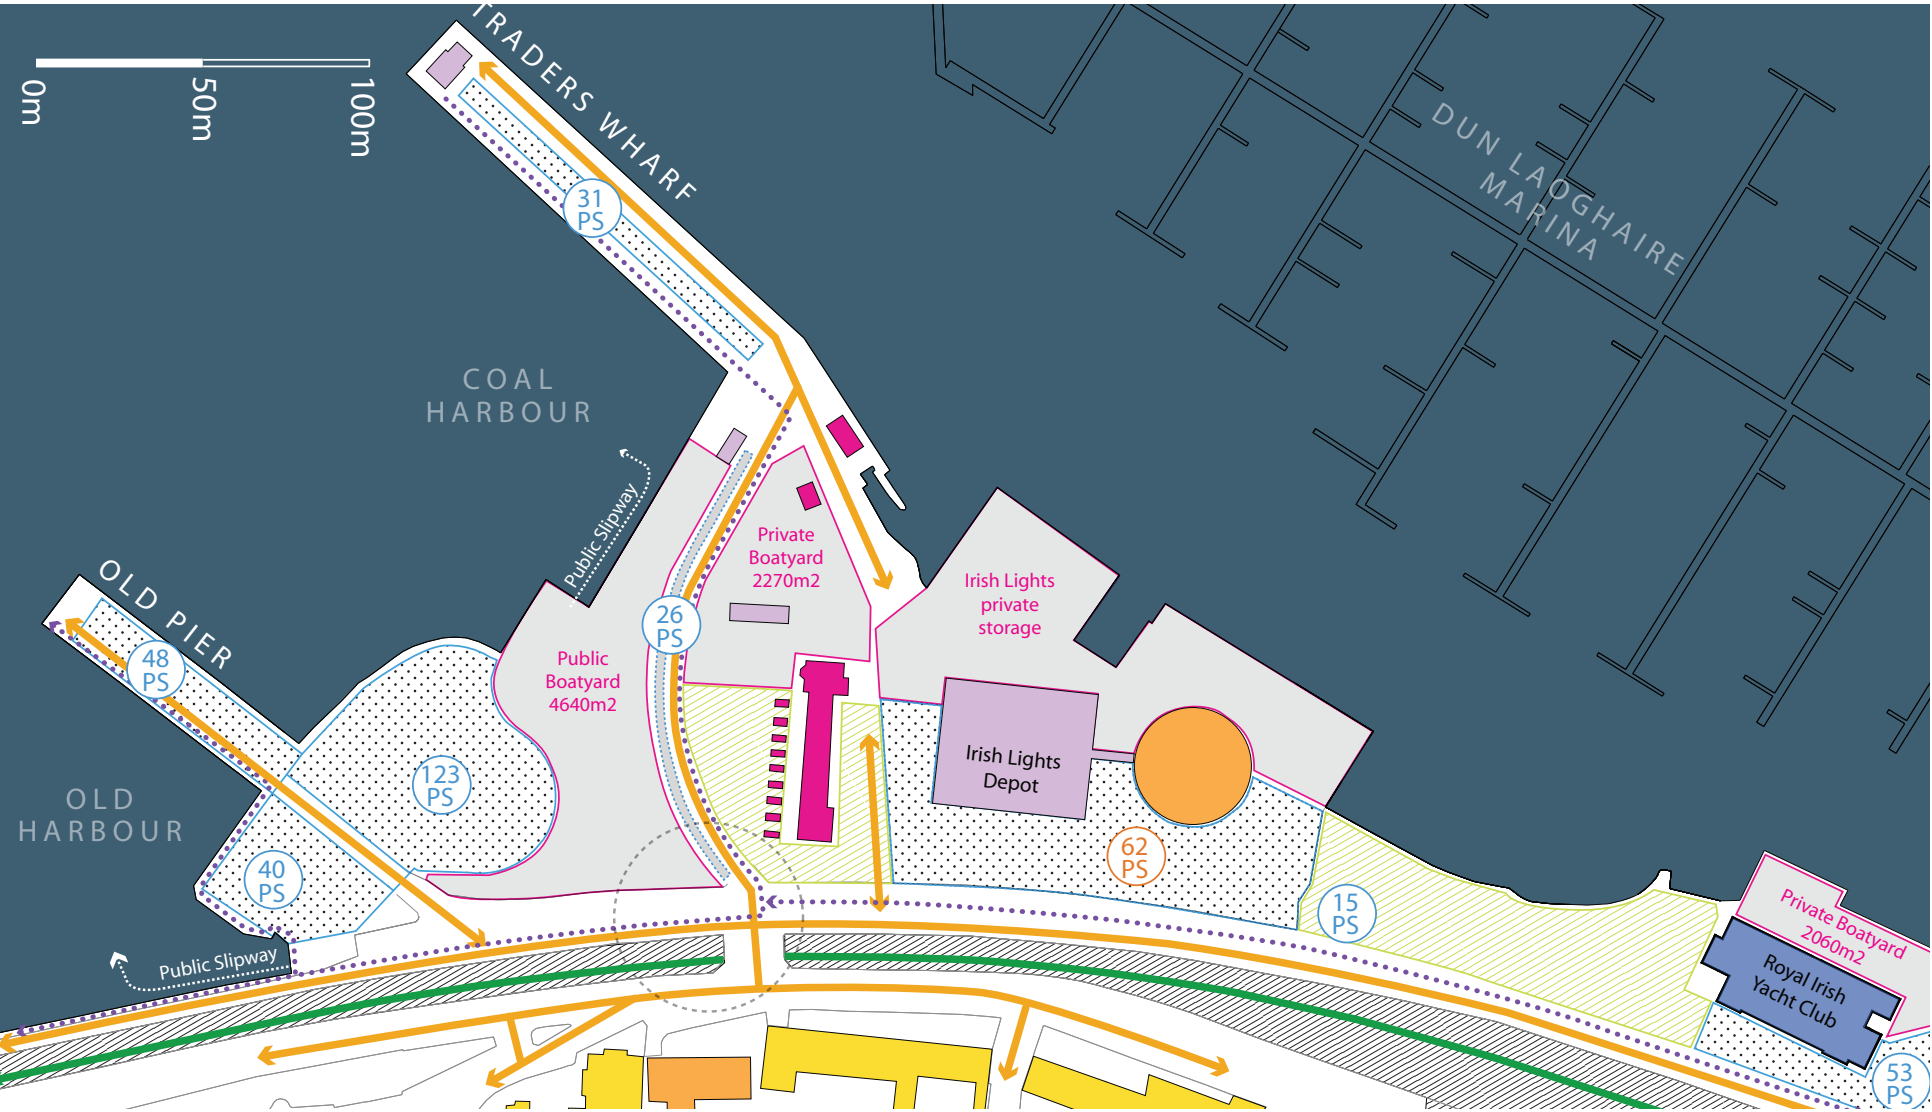 TRADERS WHARF
0m
50m
100m
DUN LAOGHAIRE
MARINA
31
PS
COAL
HARBOUR
Public Slipway
Private
Boatyard
2270m2
Irish Lights
private
storage
OLD PIER
48
PS
26
PS
Public
Boatyard
4640m2
Irish Lights
Depot
123
PS
OLD
HARBOUR
40
PS
62
PS
15
PS
Public Slipway
Private Boatyard
2060m2
Royal Irish
Yacht Club
53
PS